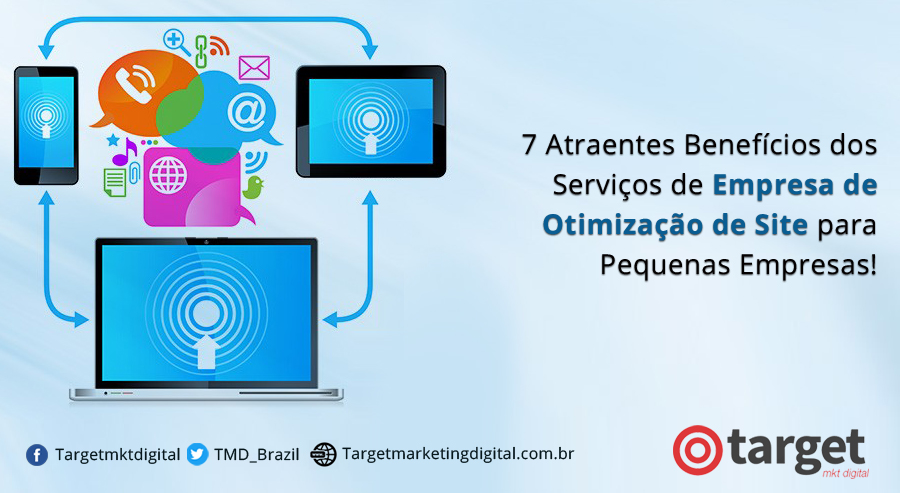 7 Atraentes Benefícios dos
Serviços de Empresa de
Otimização de Site para
Pequenas Empresas!
Targetmktdigital TMD_Brazil Targetmarketingdigital.com.br
target
mkt digital